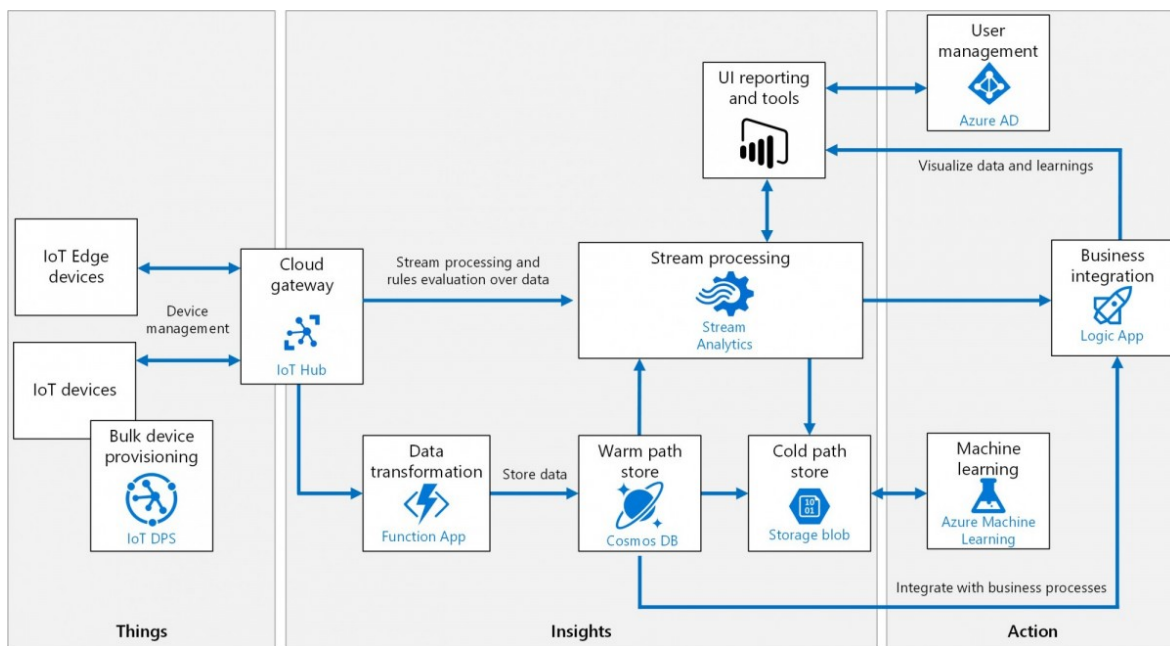 User
management
Azure AD
UI reporting
and tools
Visualize data and learnings
IoT Edge
devices
Cloud
gateway
IoT Hub
Stream processing and
rules evaluation over data
Stream processing
Stream
Analytics
Business
integration
Logic App
Device
management
IoT devices
Bulk device
provisioning
IoT DPS
Data
transformation
Function App
Store data
Warm path
store
Cosmos DB
Cold path
store
10
01
Storage blob
Machine
learning
Azure Machine
Learning
Integrate with business processes
Things
Insights
Action